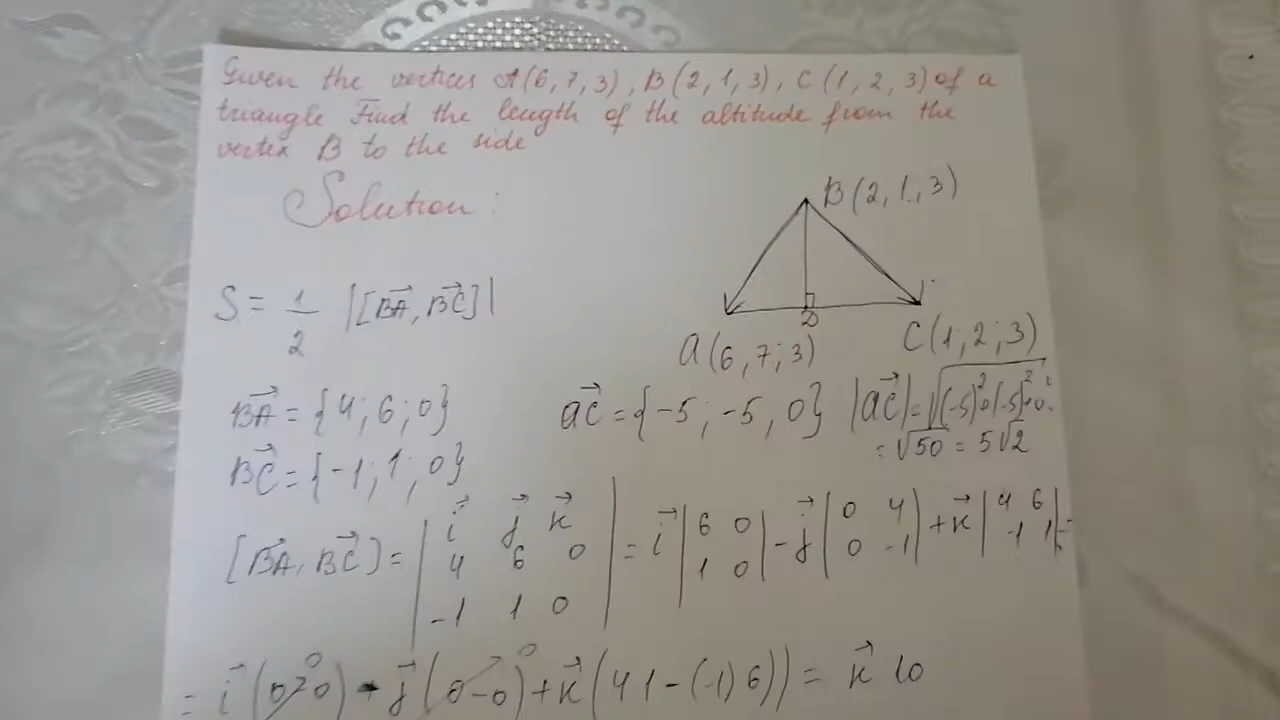 Given the vertices A(6,7,3), B(2,1,3), C(1,2,3) of a
triangle Find the length of the altitude from the
vertex B to the side
Solution:
B(2,1,3)
S = 1/2 |[BA⃗, BC⃗]|
D
A(6,7;3)
C(1,2;3)
BA⃗ = {4;6;0}
AC⃗ = {-5;-5,0} |AC⃗| = √(-5)²+(-5)²+0²
= √50 = 5√2
BC⃗ = {-1;1,0}
[BA⃗, BC⃗) = | i⃗ j⃗ k⃗ | = i⃗ | 6 0 | - j⃗ | 0 4 | + k⃗ | 4 6 | =
4 6 0 1 0 0 -1 -1 1
-1 1 0
= i⃗ (0-0) - j⃗ (0-0) + k⃗ (4 1 - (-1) 6)) = k⃗ 10